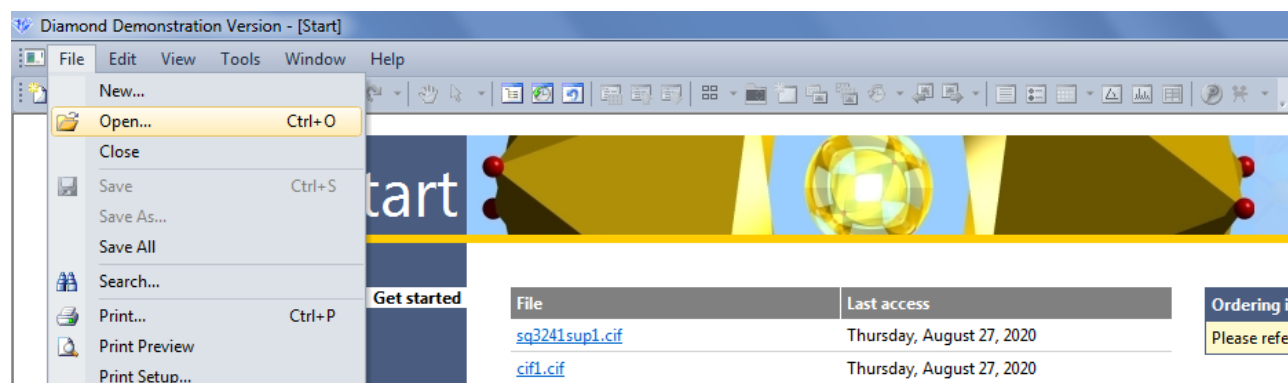 Diamond Demonstration Version - [Start]
File Edit View Tools Window Help
New...
Open... Ctrl+O
Close
Save Ctrl+S
Save As...
Save All
Search...
Print... Ctrl+P
Print Preview
Print Setup...
tart
Get started
File Last access
sq3241sup1.cif Thursday, August 27, 2020
cif1.cif Thursday, August 27, 2020
Ordering i
Please refe